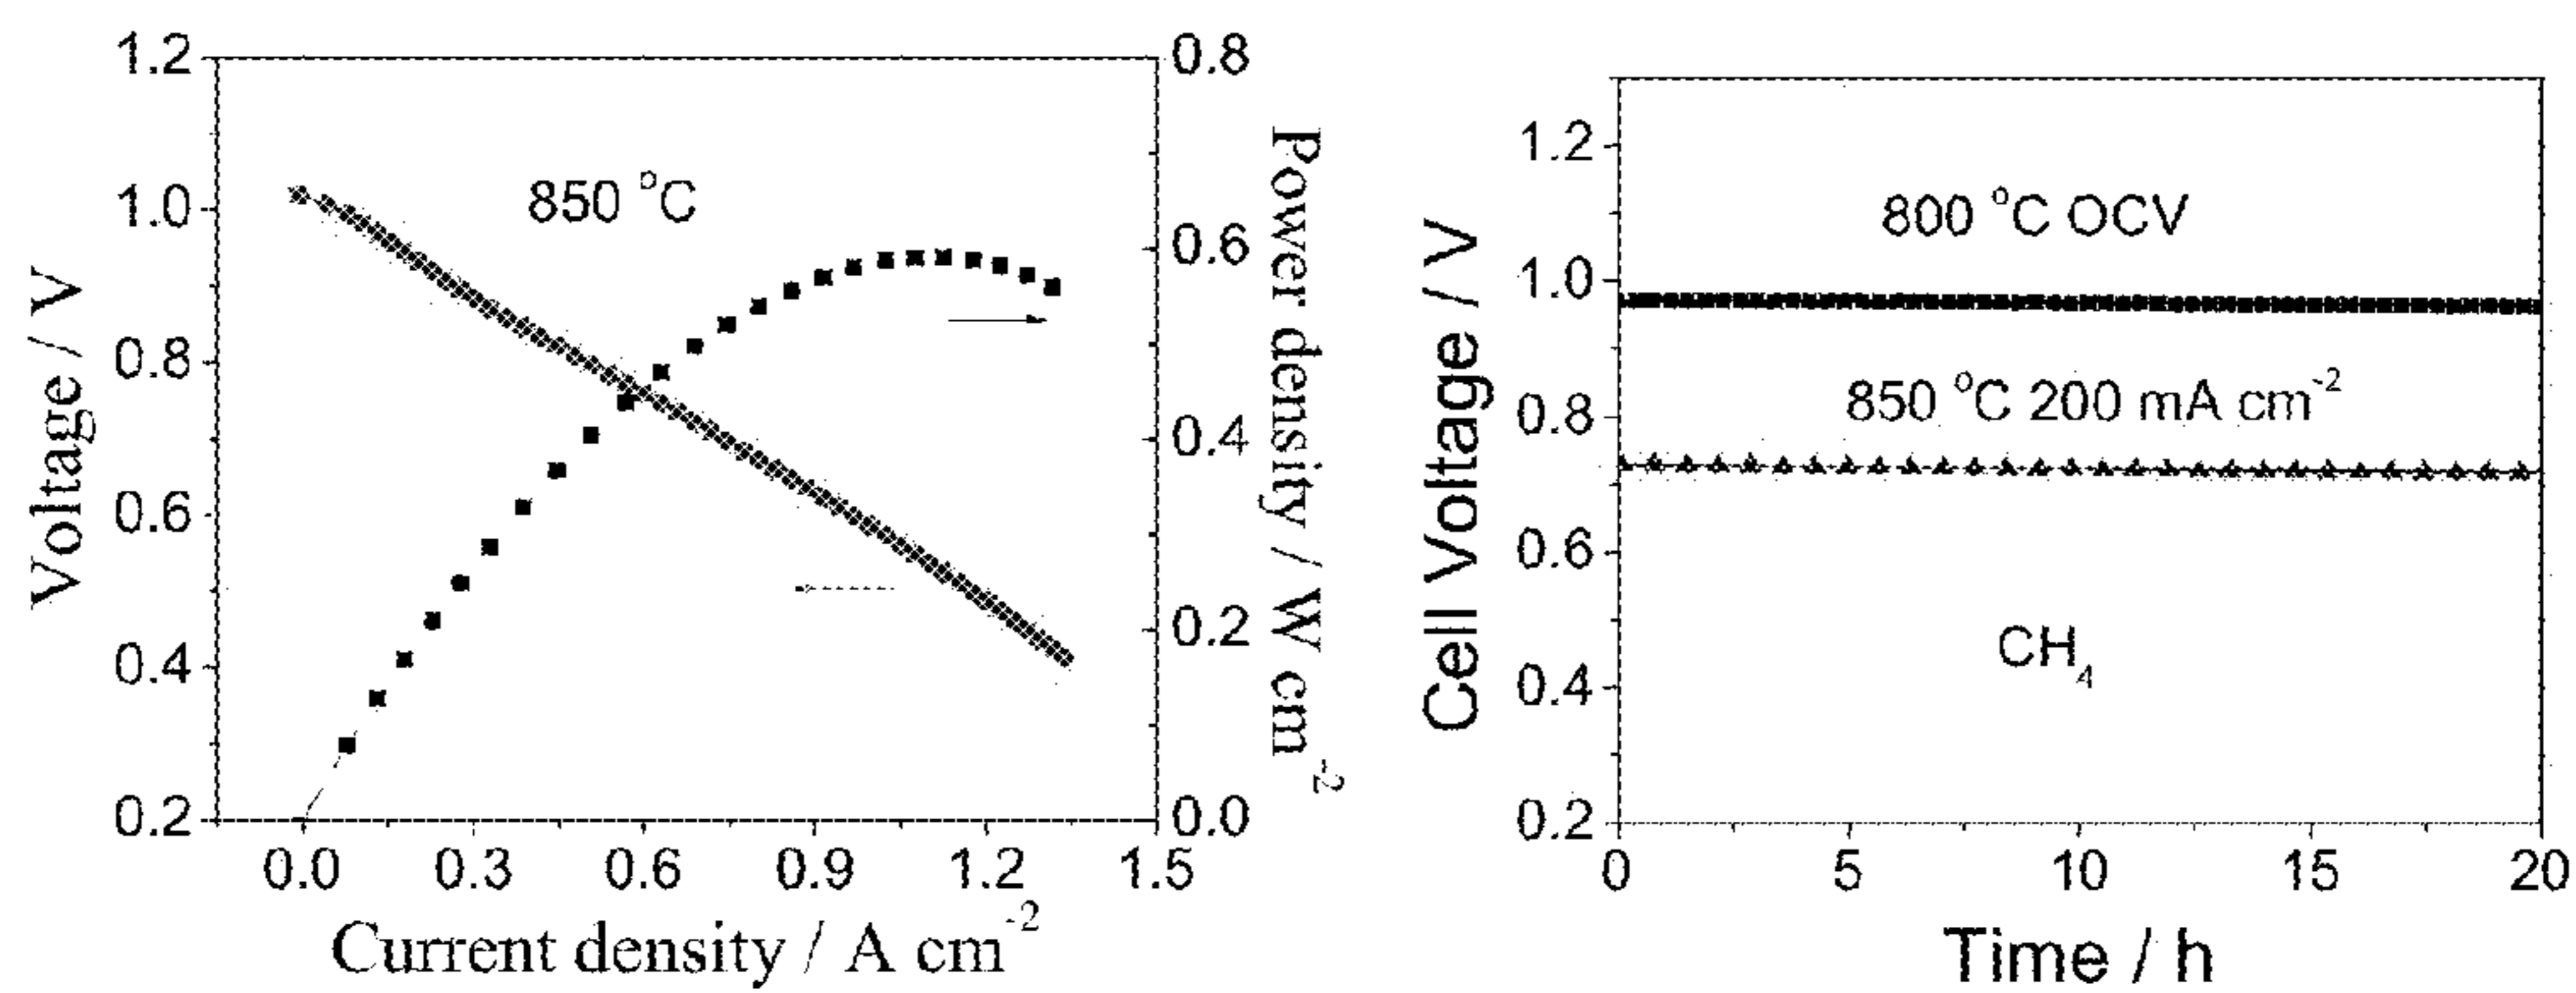 1.2
1.0
0.8
0.6
0.4
0.2
Voltage / V
850 °C
0.8
0.6
0.4
0.2
0.0
Power density / W cm-2
0.0 0.3 0.6 0.9 1.2 1.5
Current density / A cm-2
1.2
1.0
0.8
0.6
0.4
0.2
Cell Voltage / V
800 °C OCV
850 °C 200 mA cm-2
CH4
0 5 10 15 20
Time / h